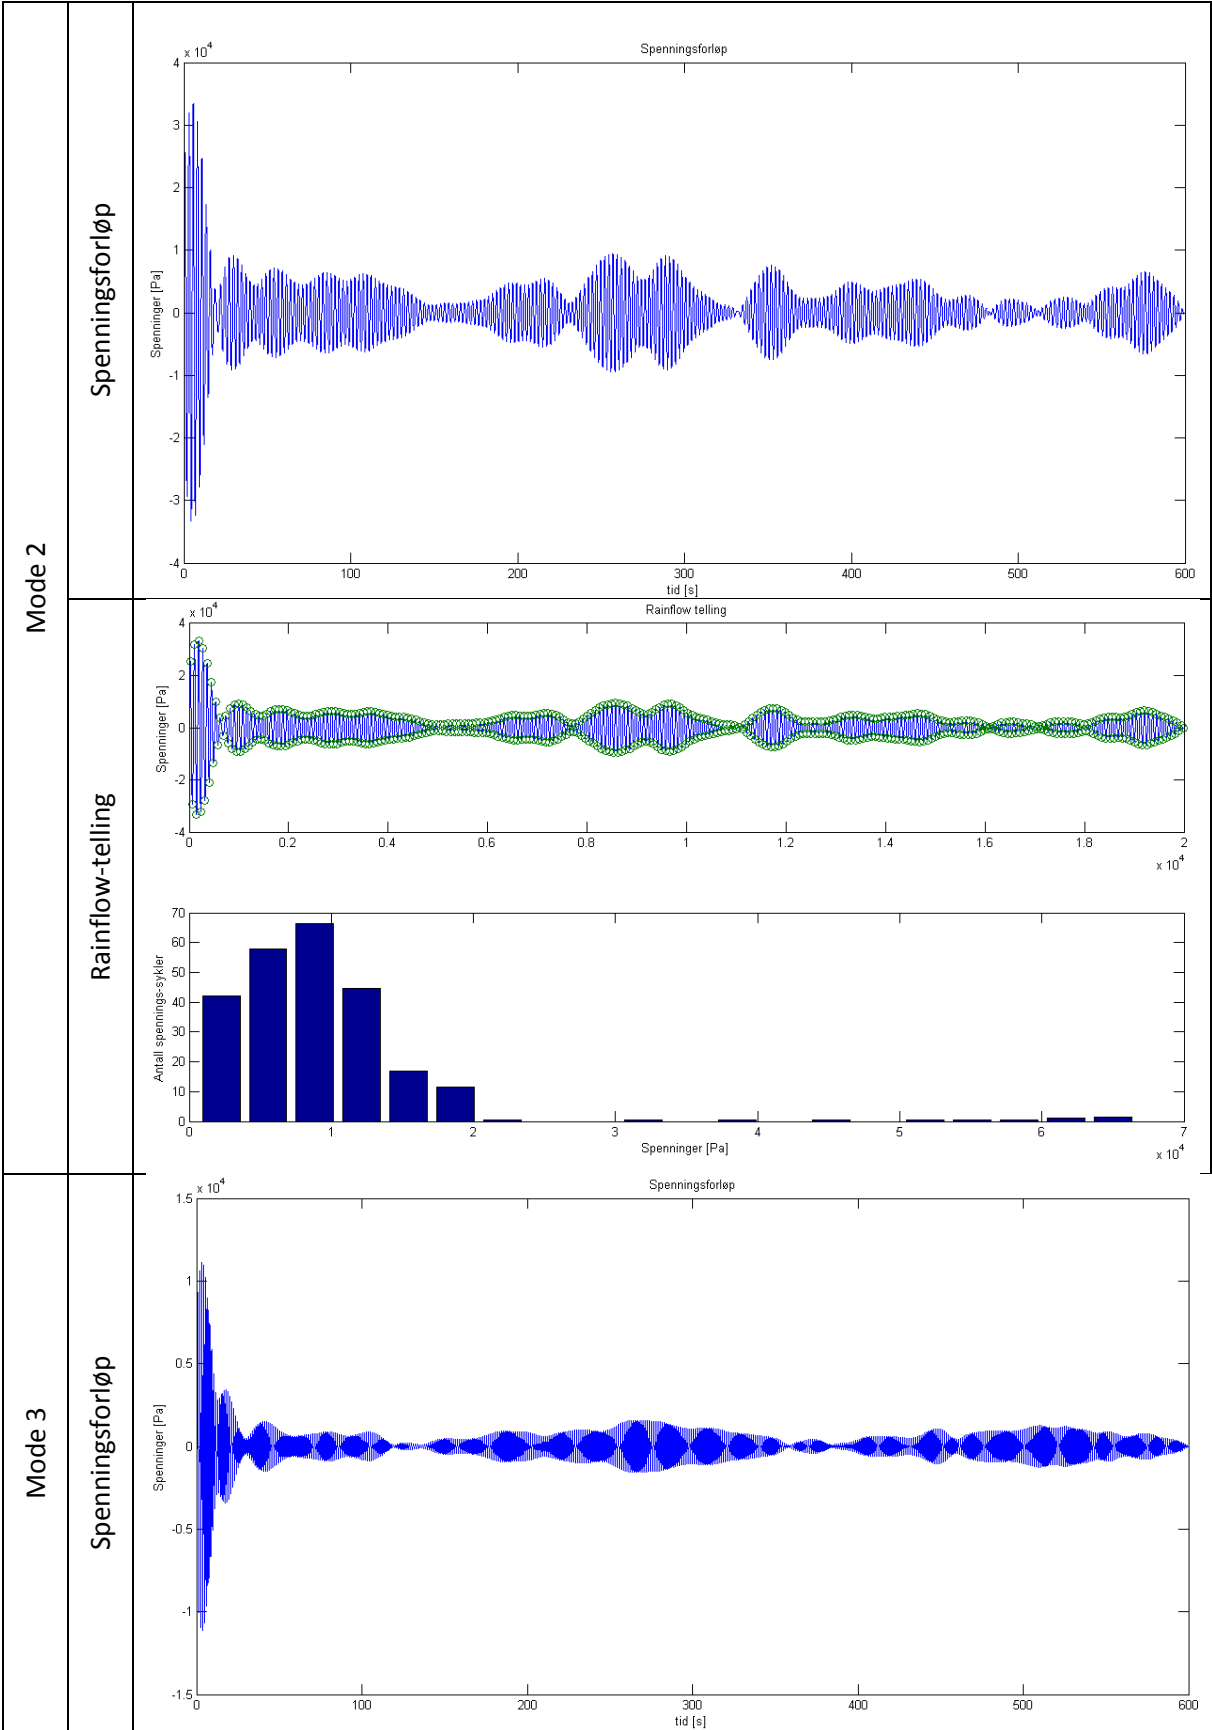 Mode 2
Spenningsforløp
Spenningsforløp
x 10^4
4
3
2
1
0
-1
-2
-3
-4
Spenninger [Pa]
0 100 200 300 400 500 600
tid [s]
Rainflow-telling
Rainflow telling
x 10^4
4
2
0
-2
-4
Spenninger [Pa]
0 0.2 0.4 0.6 0.8 1 1.2 1.4 1.6 1.8 2
x 10^4
70
60
50
40
30
20
10
0
Antall spennings-sykler
0 1 2 3 4 5 6 7
Spenninger [Pa]
x 10^4
Mode 3
Spenningsforløp
Spenningsforløp
x 10^4
1.5
1
0.5
0
-0.5
-1
-1.5
Spenninger [Pa]
0 100 200 300 400 500 600
tid [s]